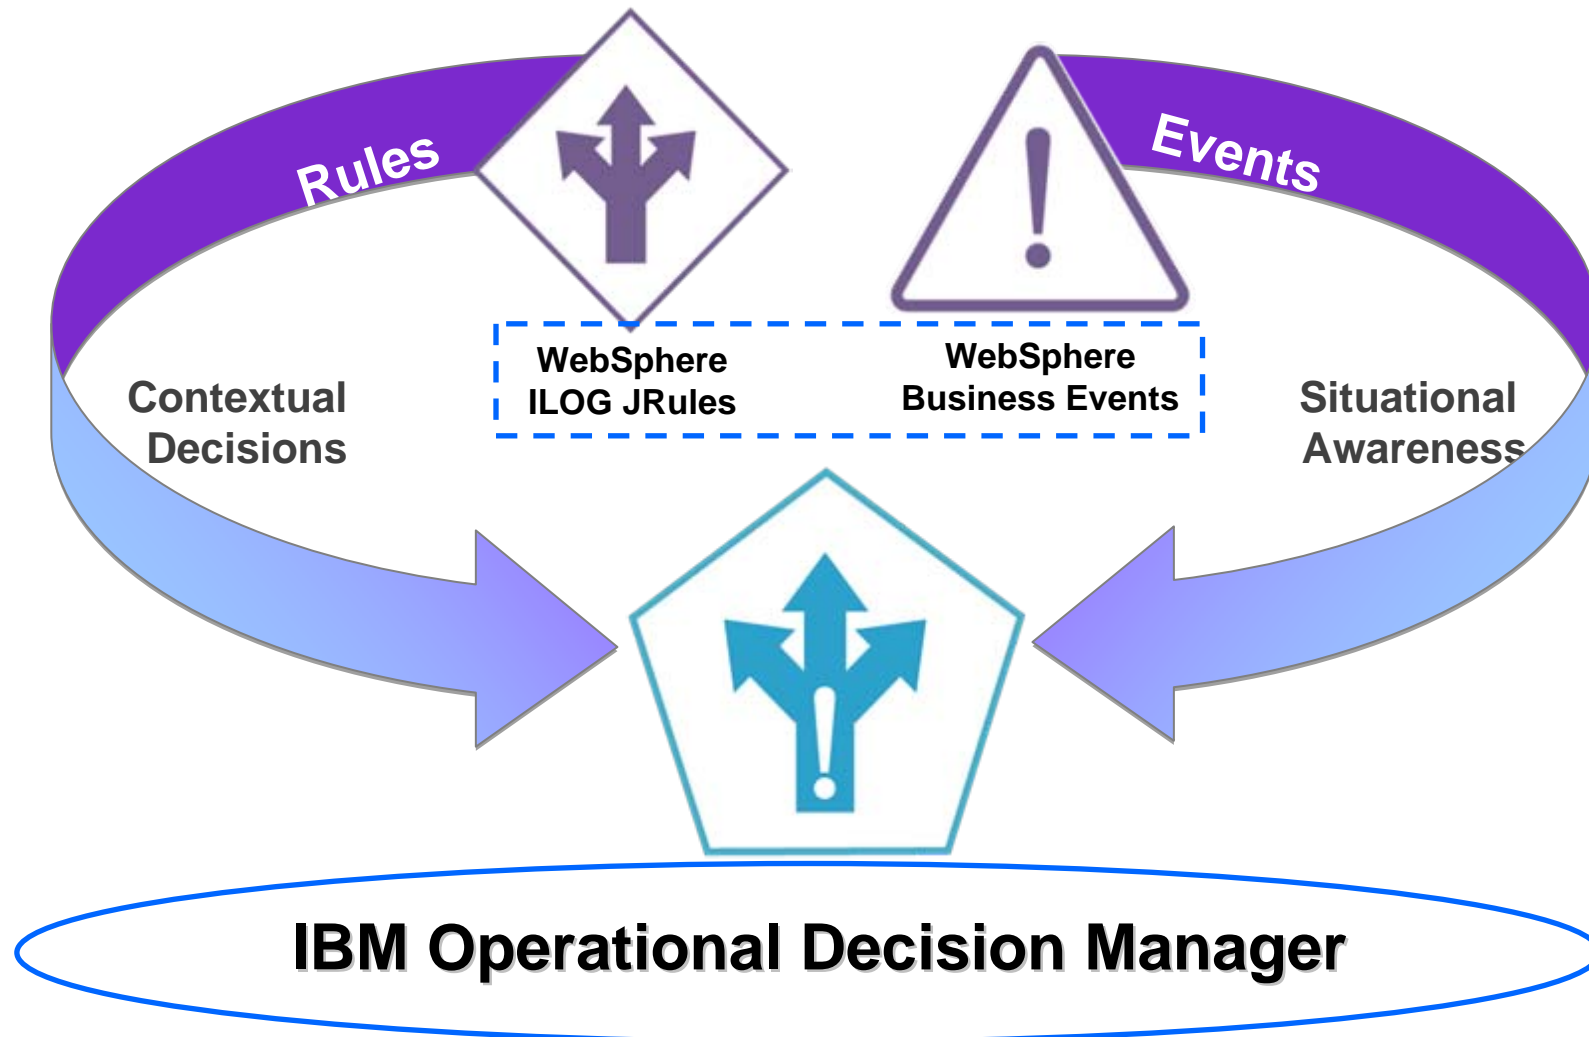 Rules
Events
WebSphere
ILOG JRules
WebSphere
Business Events
Contextual
Decisions
Situational
Awareness
IBM Operational Decision Manager